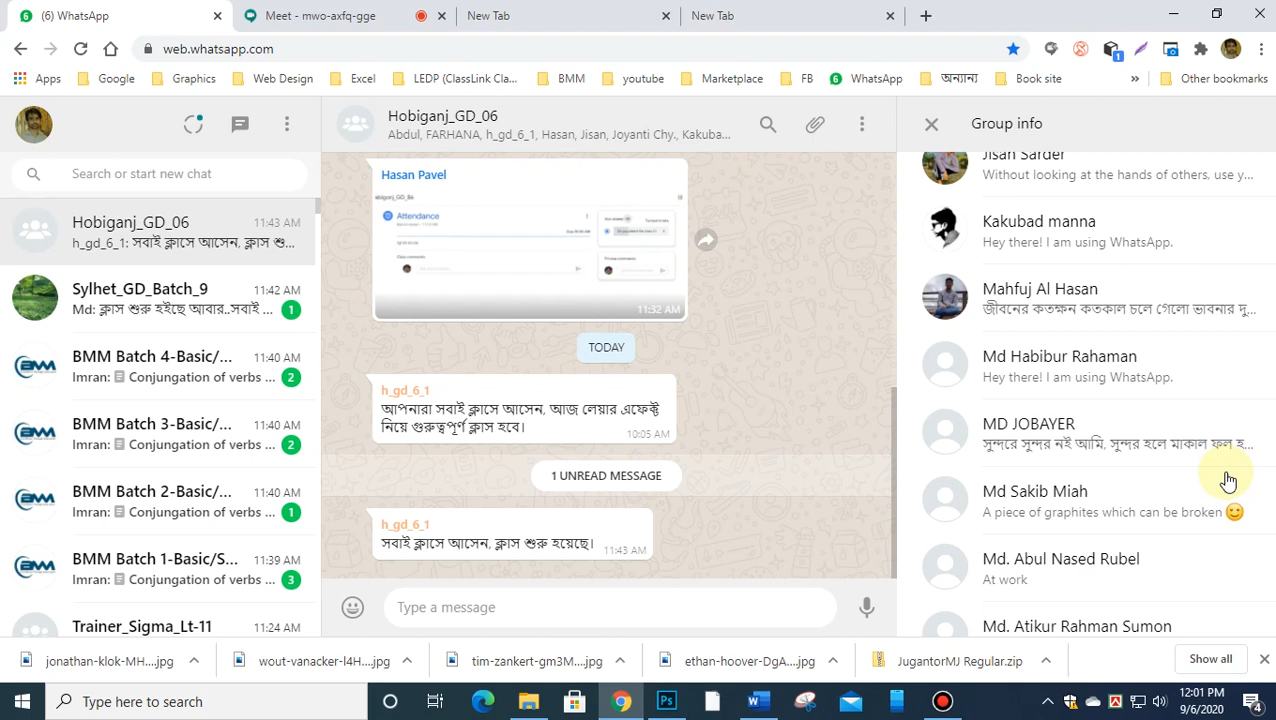 (6) WhatsApp
Meet - mwo-axfq-gge
New Tab
New Tab
web.whatsapp.com
Apps
Google
Graphics
Web Design
Excel
LEDP (ClassLink Cla...
BMM
youtube
Marketplace
FB
WhatsApp
অন্যান্য
Book site
Other bookmarks
Search or start new chat
Hobiganj_GD_06 11:43 AM
h_gd_6_1: সবাই ক্লাসে আসেন, ক্লাস শু...
Sylhet_GD_Batch_9 11:42 AM
Md: ক্লাস শুরু হইছে আবার..সবাই ... 1
BMM Batch 4-Basic/... 11:40 AM
Imran: Conjungation of verbs ... 2
BMM Batch 3-Basic/... 11:40 AM
Imran: Conjungation of verbs ... 2
BMM Batch 2-Basic/... 11:40 AM
Imran: Conjungation of verbs ... 1
BMM Batch 1-Basic/S... 11:39 AM
Imran: Conjungation of verbs ... 3
Trainer_Sigma_Lt-11 11:24 AM
Hobiganj_GD_06
Abdul, FARHANA, h_gd_6_1, Hasan, Jisan, Joyanti Chy., Kakuba...
Hasan Pavel
Attendance
11:32 AM
TODAY
h_gd_6_1
আপনারা সবাই ক্লাসে আসেন, আজ লেয়ার এফেক্ট
নিয়ে গুরুত্বপূর্ণ ক্লাস হবে।
10:05 AM
1 UNREAD MESSAGE
h_gd_6_1
সবাই ক্লাসে আসেন, ক্লাস শুরু হয়েছে।
11:43 AM
Type a message
Group info
Jisan Sarder
Without looking at the hands of others, use y...
Kakubad manna
Hey there! I am using WhatsApp.
Mahfuj Al Hasan
জীবনের কতক্ষন কতকাল চলে গেলো ভাবনার দু...
Md Habibur Rahaman
Hey there! I am using WhatsApp.
MD JOBAYER
সুন্দরে সুন্দর নই আমি, সুন্দর হলে মাকাল ফল হ...
Md Sakib Miah
A piece of graphites which can be broken 🙂
Md. Abul Nased Rubel
At work
Md. Atikur Rahman Sumon
jonathan-klok-MH....jpg
wout-vanacker-l4H....jpg
tim-zankert-gm3M....jpg
ethan-hoover-DgA....jpg
JugantorMJ Regular.zip
Show all
Type here to search
12:01 PM
9/6/2020
4